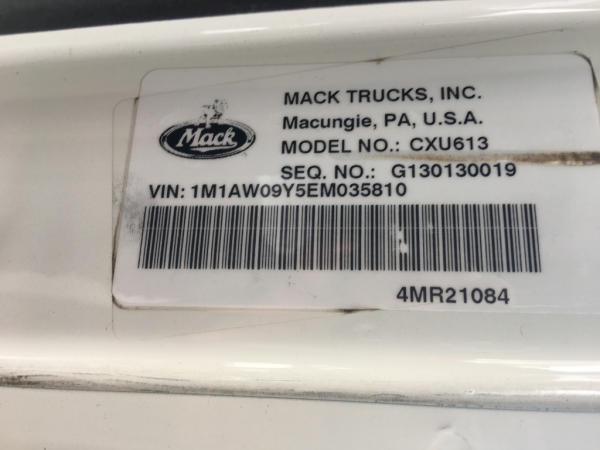 MACK TRUCKS, INC.
Mack
Macungie, PA, U.S.A.
MODEL NO.: CXU613
SEQ. NO.: G130130019
VIN: 1M1AW09Y5EM035810
4MR21084